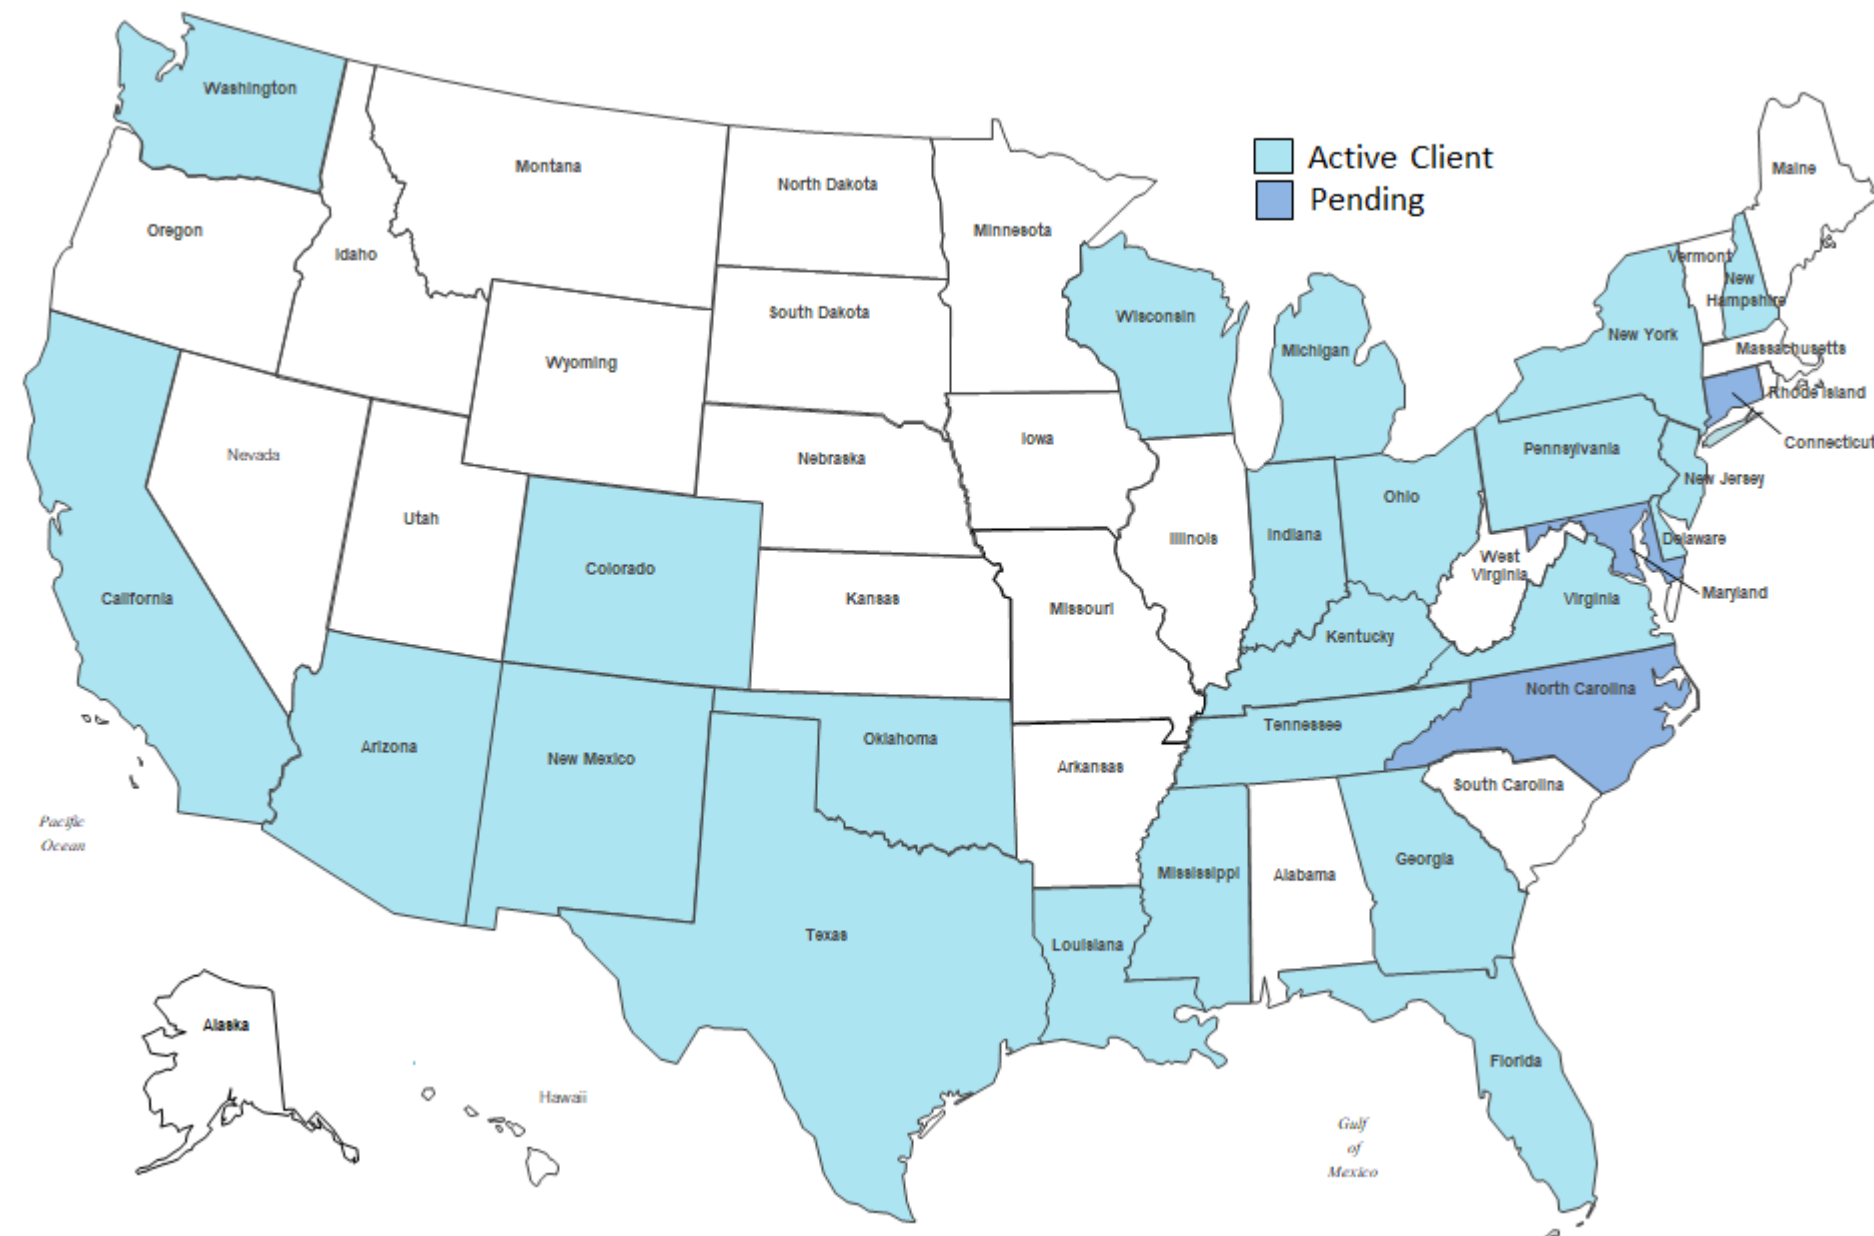 Washington
Montana
North Dakota
Minnesota
Active Client
Pending
Maine
Oregon
Idaho
South Dakota
Wisconsin
Michigan
Vermont
New
Hampshire
New York
Massachusetts
Wyoming
Rhode Island
Connecticut
Nevada
Nebraska
Iowa
Pennsylvania
New Jersey
Utah
Colorado
Kansas
Missouri
Illinois
Indiana
Ohio
West
Virginia
Delaware
Maryland
Virginia
California
Kentucky
North Carolina
Arizona
New Mexico
Oklahoma
Arkansas
Tennessee
South Carolina
Pacific
Ocean
Texas
Louisiana
Mississippi
Alabama
Georgia
Florida
Alaska
Hawaii
Gulf
of
Mexico